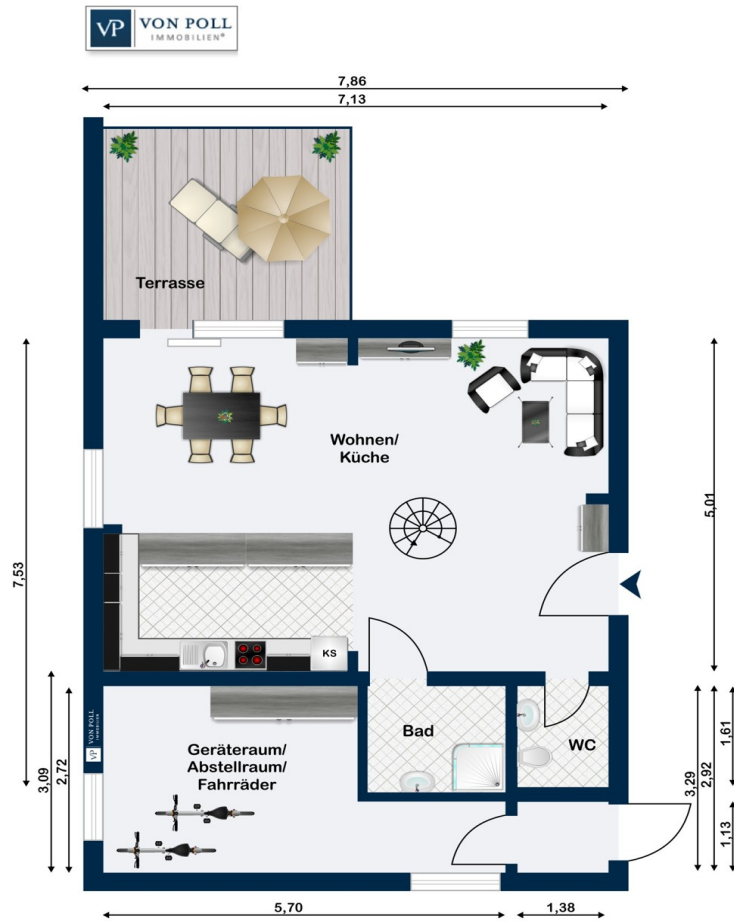 VP VON POLL
IMMOBILIEN®
7,86
7,13
Terrasse
Wohnen/
Küche
5,01
7,53
KS
Bad
WC
Geräteraum/
Abstellraum/
Fahrräder
VP VON POLL
IMMOBILIEN
3,09
2,72
3,29
2,92
1,61
1,13
5,70
1,38